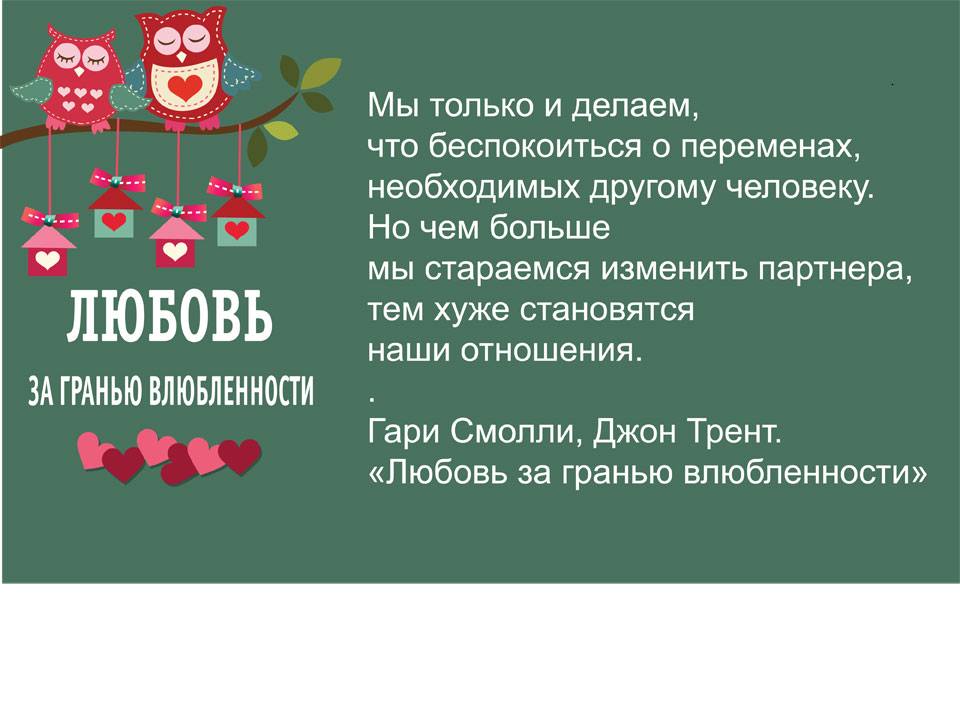 ЛЮБОВЬ
ЗА ГРАНЬЮ ВЛЮБЛЕННОСТИ
Мы только и делаем,
что беспокоиться о переменах,
необходимых другому человеку.
Но чем больше
мы стараемся изменить партнера,
тем хуже становятся
наши отношения.
.
Гари Смолли, Джон Трент.
«Любовь за гранью влюбленности»